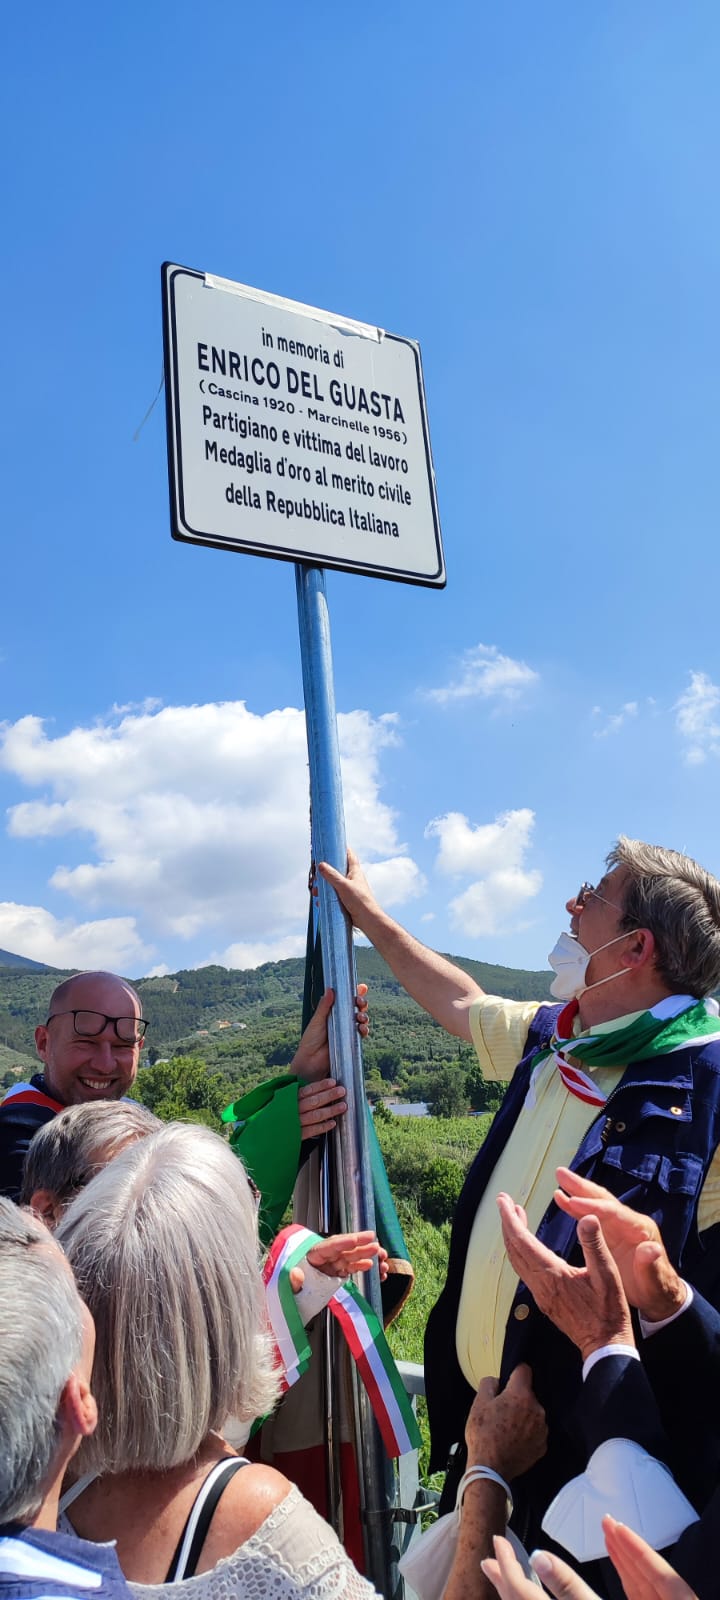 in memoria di
ENRICO DEL GUASTA
(Cascina 1920 - Marcinelle 1956)
Partigiano e vittima del lavoro
Medaglia d'oro al merito civile
della Repubblica Italiana